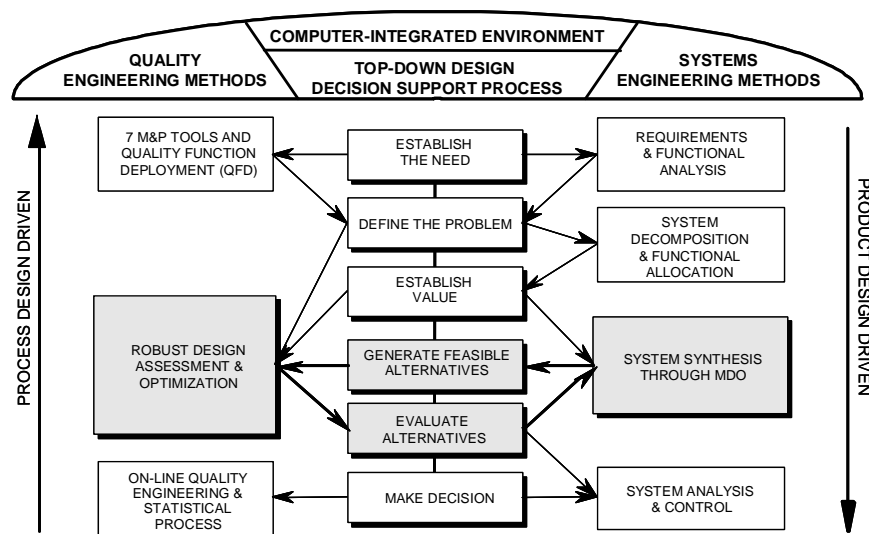 COMPUTER-INTEGRATED ENVIRONMENT
QUALITY
ENGINEERING METHODS
TOP-DOWN DESIGN
DECISION SUPPORT PROCESS
SYSTEMS
ENGINEERING METHODS
PROCESS DESIGN DRIVEN
7 M&P TOOLS AND
QUALITY FUNCTION
DEPLOYMENT (QFD)
ESTABLISH
THE NEED
REQUIREMENTS
& FUNCTIONAL
ANALYSIS
DEFINE THE PROBLEM
SYSTEM
DECOMPOSITION
& FUNCTIONAL
ALLOCATION
ESTABLISH
VALUE
ROBUST DESIGN
ASSESSMENT &
OPTIMIZATION
GENERATE FEASIBLE
ALTERNATIVES
SYSTEM SYNTHESIS
THROUGH MDO
EVALUATE
ALTERNATIVES
ON-LINE QUALITY
ENGINEERING &
STATISTICAL
PROCESS
MAKE DECISION
SYSTEM ANALYSIS
& CONTROL
PRODUCT DESIGN DRIVEN